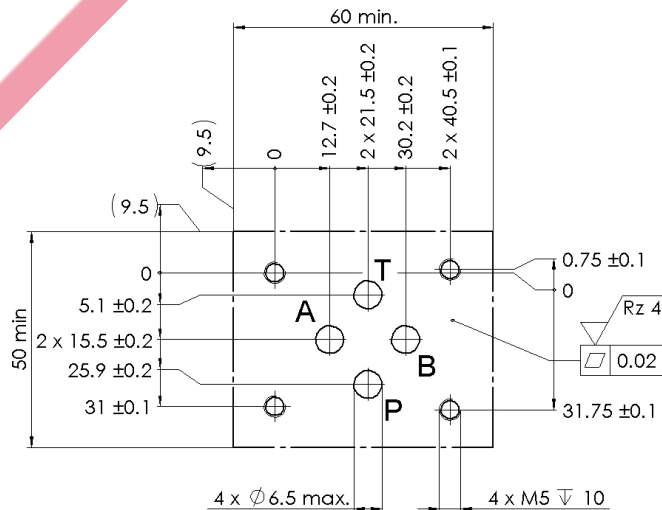 60 min.
(9.5)
0
12.7 ±0.2
2 x 21.5 ±0.2
30.2 ±0.2
2 x 40.5 ±0.1
(9.5)
0
5.1 ±0.2
2 x 15.5 ±0.2
25.9 ±0.2
31 ±0.1
50 min
T
A
B
P
0.75 ±0.1
0
Rz 4
⏥ 0.02
31.75 ±0.1
4 x ∅6.5 max.
4 x M5 ↧ 10